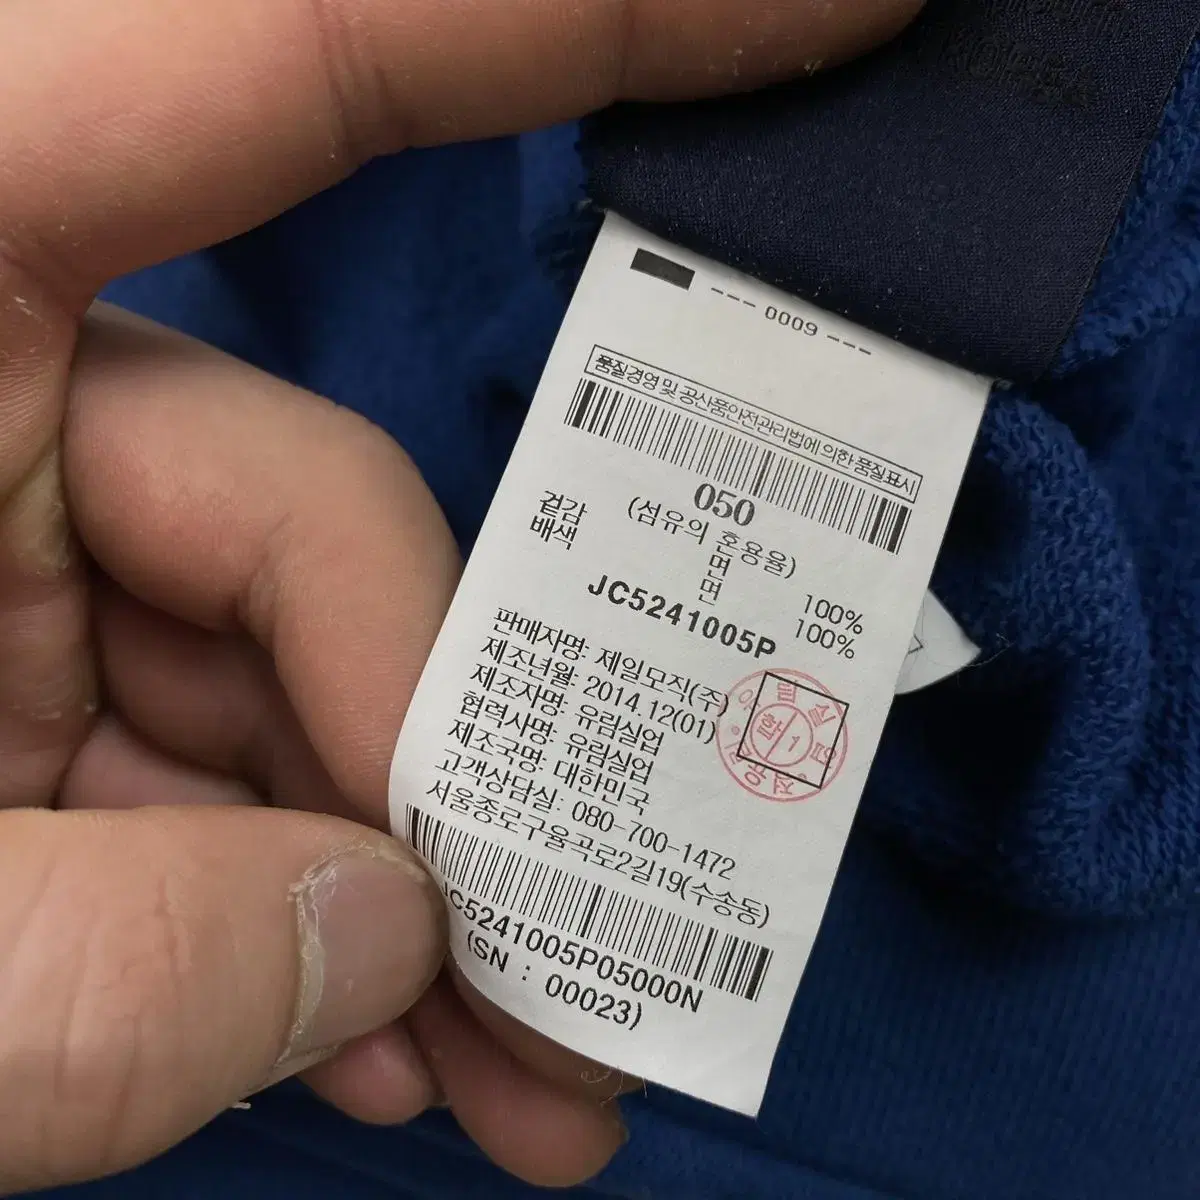 --- 0009 ---
품질경영 및 공산품안전관리법에 의한 품질표시
050
(섬유의 혼용율)
겉감 면 100%
배색 면 100%
JC5241005P
판매자명: 제일모직(주)
제조년월: 2014.12(01)
제조자명: 유림실업
협력사명: 유림실업
제조국명: 대한민국
고객상담실: 080-700-1472
서울종로구율곡로2길19(수송동)
JC5241005P05000N
(SN : 00023)